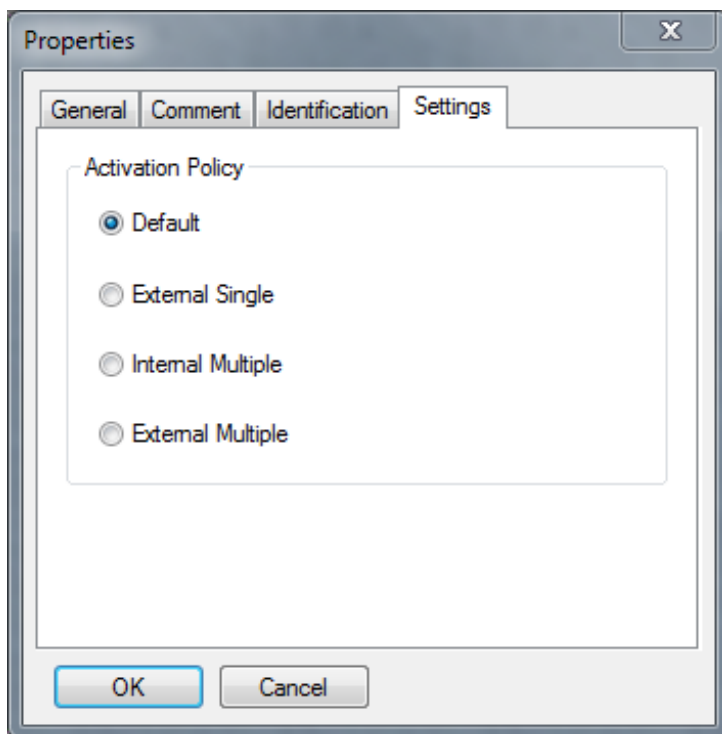 Properties
General Comment Identification Settings
Activation Policy
Default
External Single
Internal Multiple
External Multiple
OK Cancel